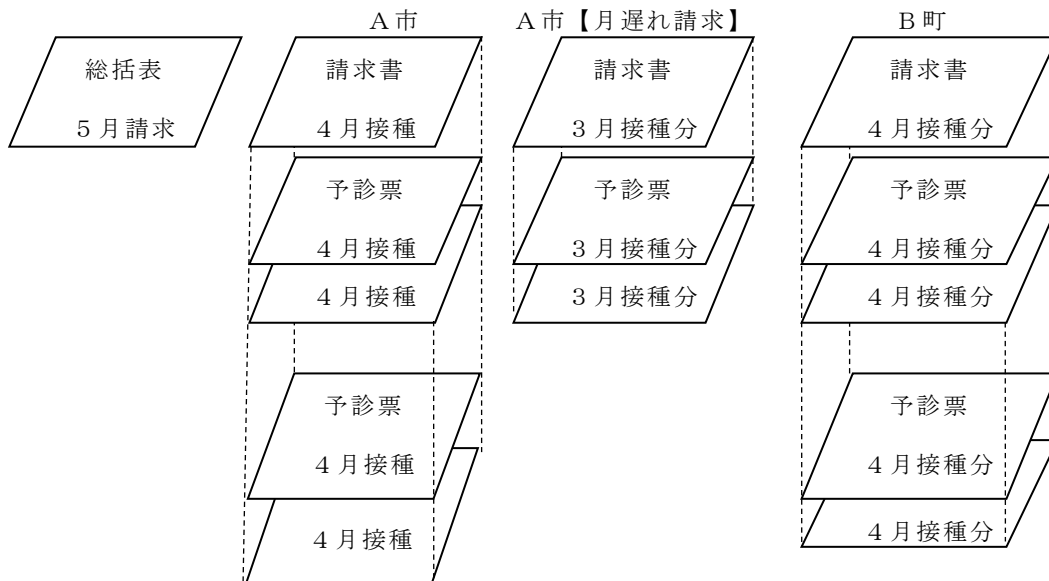 A市
A市【月遅れ請求】
B町
総括表
5月請求
請求書
4月接種
予診票
4月接種
4月接種
予診票
4月接種
4月接種
請求書
3月接種分
予診票
3月接種分
3月接種分
請求書
4月接種分
予診票
4月接種分
4月接種分
予診票
4月接種分
4月接種分